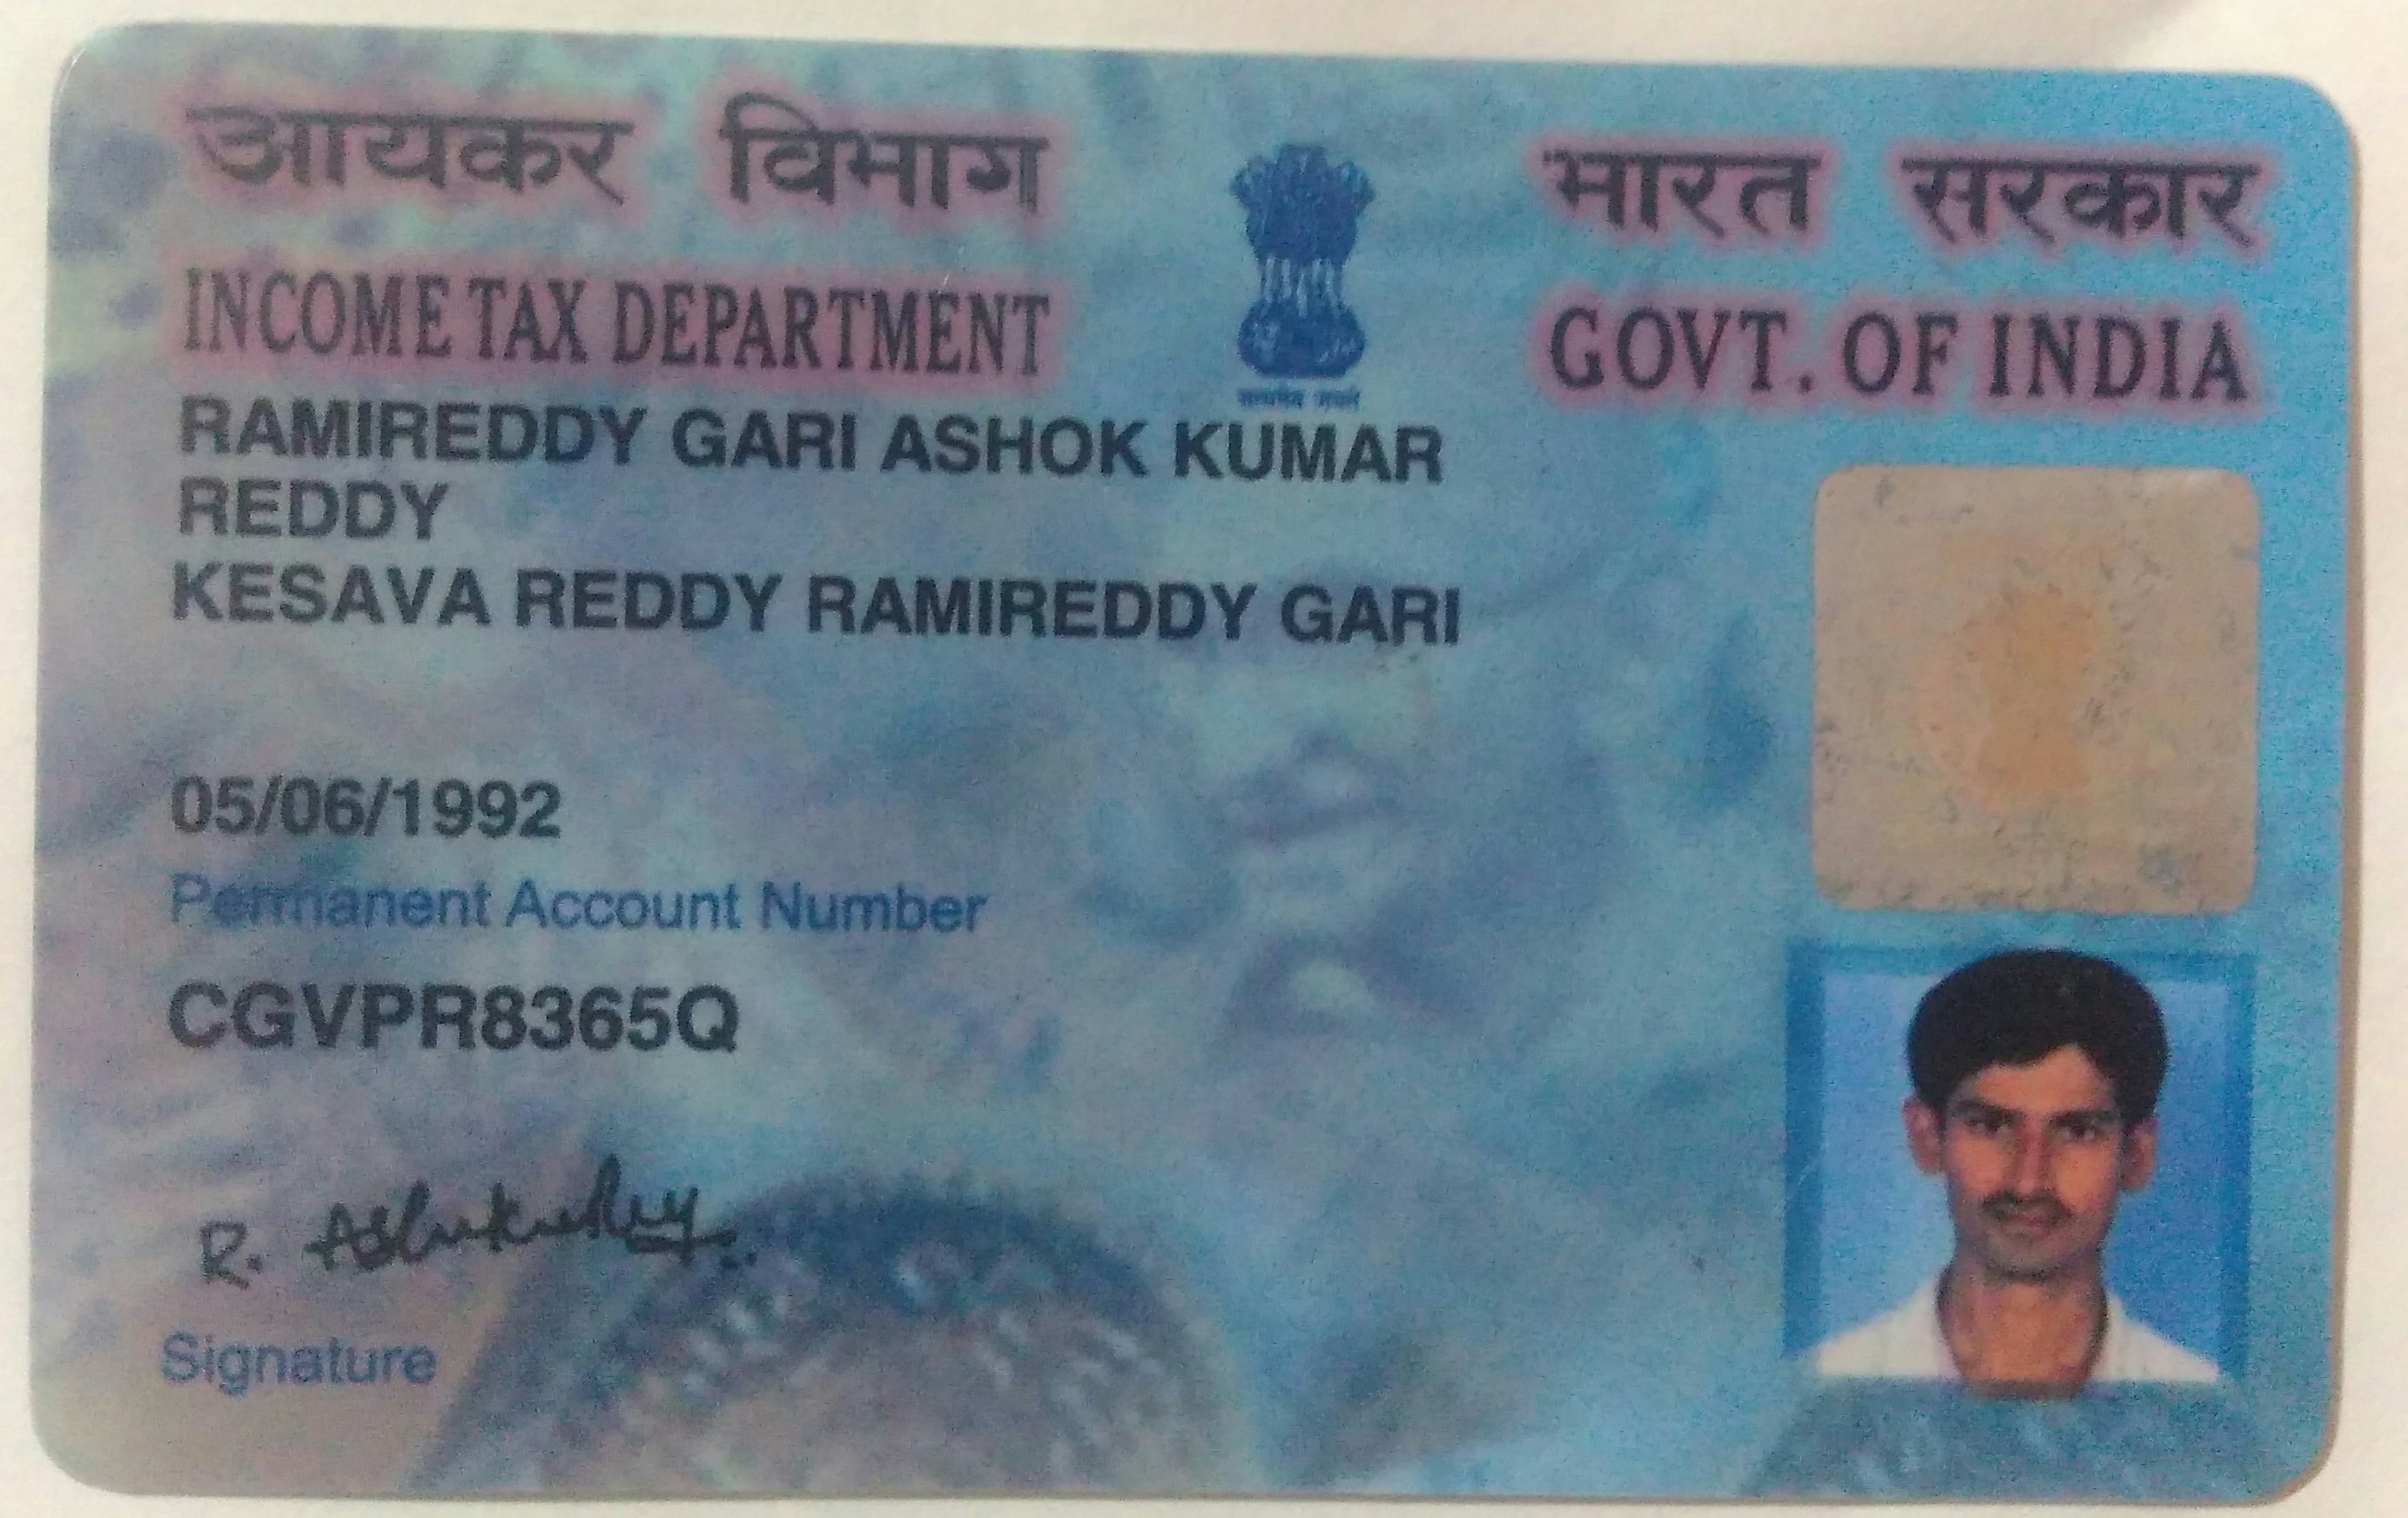 आयकर विभाग
INCOME TAX DEPARTMENT
भारत सरकार
GOVT. OF INDIA
सत्यमेव जयते
RAMIREDDY GARI ASHOK KUMAR
REDDY
KESAVA REDDY RAMIREDDY GARI
05/06/1992
Permanent Account Number
CGVPR8365Q
R.
Signature